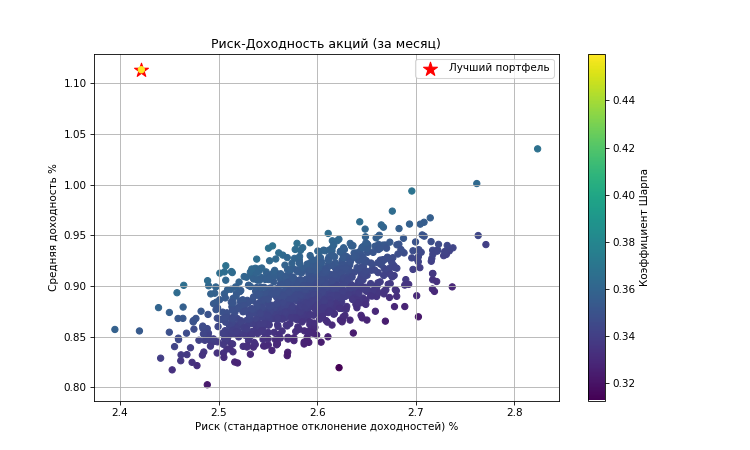 Риск-Доходность акций (за месяц)
Лучший портфель
1.10
1.05
1.00
0.95
0.90
0.85
0.80
Средняя доходность %
2.4 2.5 2.6 2.7 2.8
Риск (стандартное отклонение доходностей) %
0.44
0.42
0.40
0.38
0.36
0.34
0.32
Коэффициент Шарпа